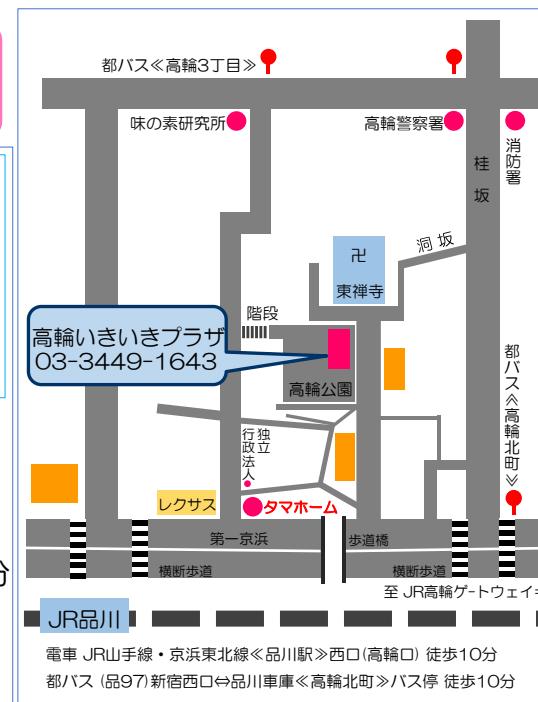 都バス≪高輪3丁目≫
味の素研究所
高輪警察署
消防署
桂坂
洞坂
卍
東禅寺
階段
高輪いきいきプラザ
03-3449-1643
高輪公園
都バス≪高輪北町≫
独立
行政法人
レクサス
タマホーム
第一京浜
歩道橋
横断歩道
横断歩道
分
至 JR高輪ゲートウェイ
JR品川
電車 JR山手線・京浜東北線≪品川駅≫西口(高輪口) 徒歩10分
都バス (品97)新宿西口⇔品川車庫≪高輪北町≫バス停 徒歩10分